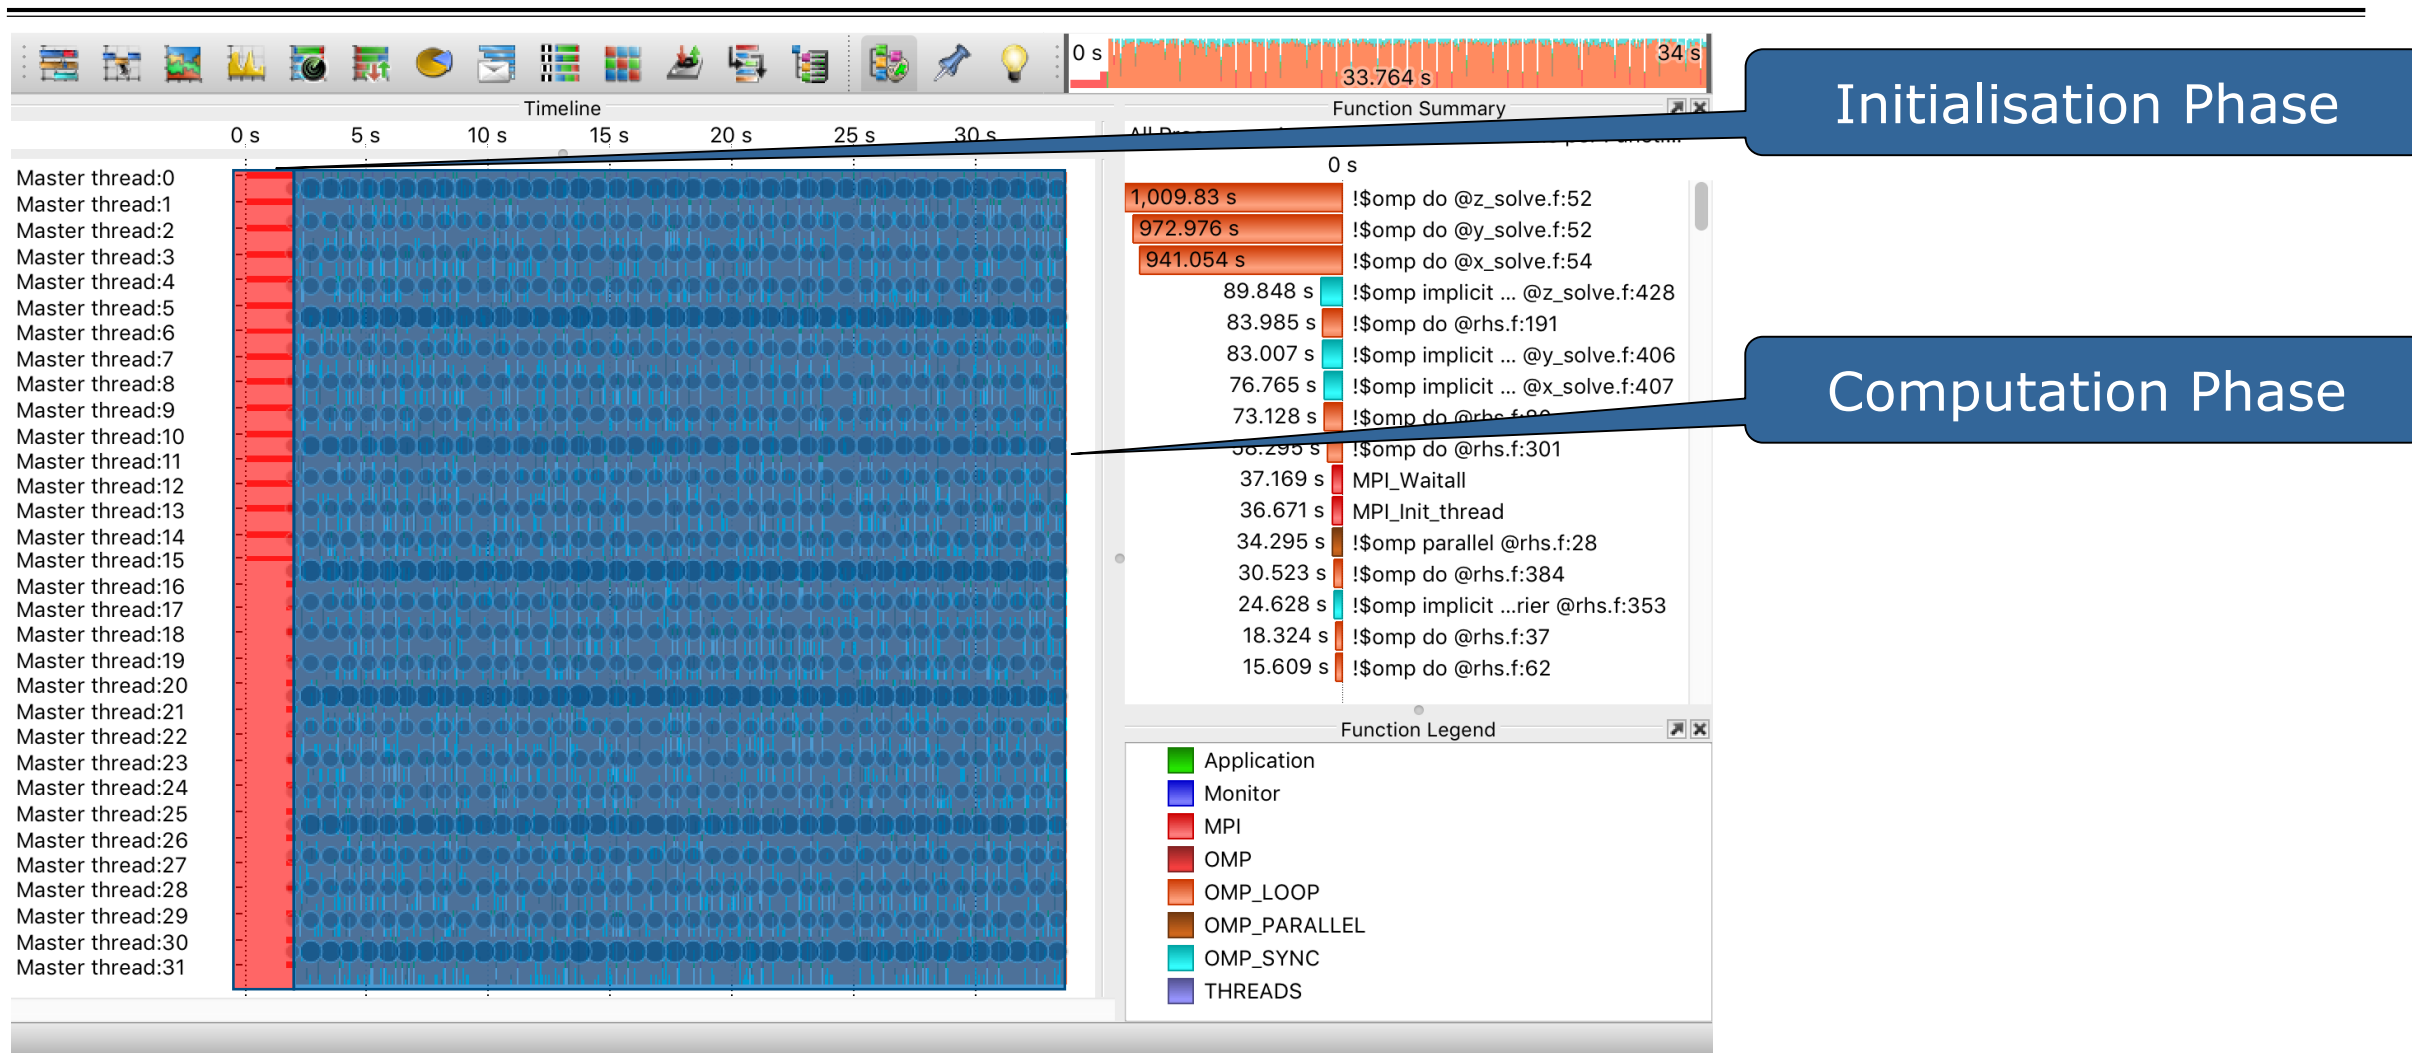 0 s
34 s
33.764 s
Initialisation Phase
Timeline
Function Summary
0 s 5 s 10 s 15 s 20 s 25 s 30 s
0 s
Master thread:0
Master thread:1
Master thread:2
Master thread:3
Master thread:4
Master thread:5
Master thread:6
Master thread:7
Master thread:8
Master thread:9
Master thread:10
Master thread:11
Master thread:12
Master thread:13
Master thread:14
Master thread:15
Master thread:16
Master thread:17
Master thread:18
Master thread:19
Master thread:20
Master thread:21
Master thread:22
Master thread:23
Master thread:24
Master thread:25
Master thread:26
Master thread:27
Master thread:28
Master thread:29
Master thread:30
Master thread:31
1,009.83 s !$omp do @z_solve.f:52
972.976 s !$omp do @y_solve.f:52
941.054 s !$omp do @x_solve.f:54
89.848 s !$omp implicit ... @z_solve.f:428
83.985 s !$omp do @rhs.f:191
83.007 s !$omp implicit ... @y_solve.f:406
76.765 s !$omp implicit ... @x_solve.f:407
73.128 s !$omp do @rhs.f:80
58.295 s !$omp do @rhs.f:301
37.169 s MPI_Waitall
36.671 s MPI_Init_thread
34.295 s !$omp parallel @rhs.f:28
30.523 s !$omp do @rhs.f:384
24.628 s !$omp implicit ...rier @rhs.f:353
18.324 s !$omp do @rhs.f:37
15.609 s !$omp do @rhs.f:62
Computation Phase
Function Legend
Application
Monitor
MPI
OMP
OMP_LOOP
OMP_PARALLEL
OMP_SYNC
THREADS